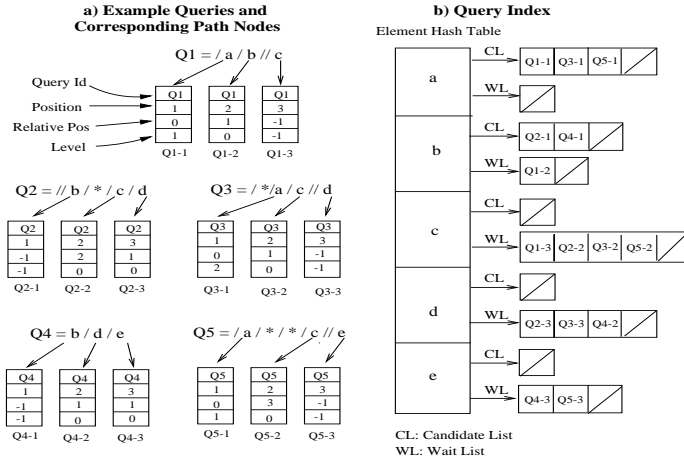 a) Example Queries and
Corresponding Path Nodes
Q1 = / a / b // c
Query Id
Position
Relative Pos
Level
Q1 Q1 Q1
1 2 3
0 1 -1
1 0 -1
Q1-1 Q1-2 Q1-3
Q2 = // b / * / c / d
Q2 Q2 Q2
1 2 3
-1 2 1
-1 0 0
Q2-1 Q2-2 Q2-3
Q3 = / */a / c // d
Q3 Q3 Q3
1 2 3
0 1 -1
2 0 -1
Q3-1 Q3-2 Q3-3
Q4 = b / d / e
Q4 Q4 Q4
1 2 3
-1 1 1
-1 0 0
Q4-1 Q4-2 Q4-3
Q5 = / a / * / * / c // e
Q5 Q5 Q5
1 2 3
0 3 -1
1 0 -1
Q5-1 Q5-2 Q5-3
b) Query Index
Element Hash Table
a
CL Q1-1 Q3-1 Q5-1
WL
b
CL Q2-1 Q4-1
WL Q1-2
c
CL
WL Q1-3 Q2-2 Q3-2 Q5-2
d
CL
WL Q2-3 Q3-3 Q4-2
e
CL
WL Q4-3 Q5-3
CL: Candidate List
WL: Wait List